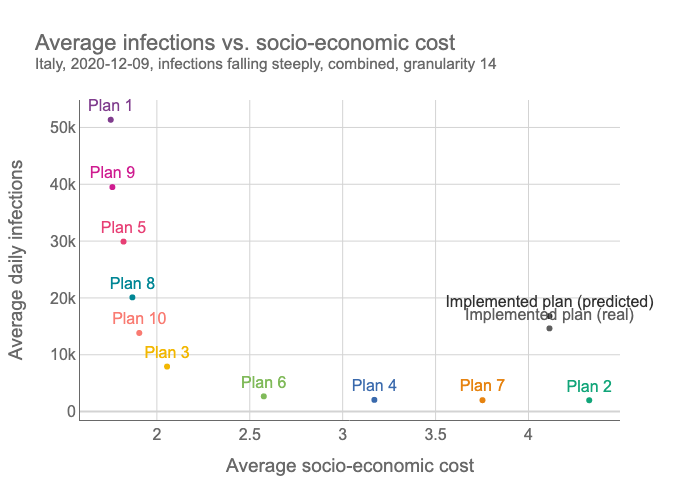 Average infections vs. socio-economic cost
Italy, 2020-12-09, infections falling steeply, combined, granularity 14
Plan 1
50k
Plan 9
40k
Plan 5
30k
Plan 8
20k
Implemented plan (predicted)
Implemented plan (real)
Plan 10
Plan 3
10k
Plan 6
Plan 4
Plan 7
Plan 2
0
2
2.5
3
3.5
4
Average daily infections
Average socio-economic cost